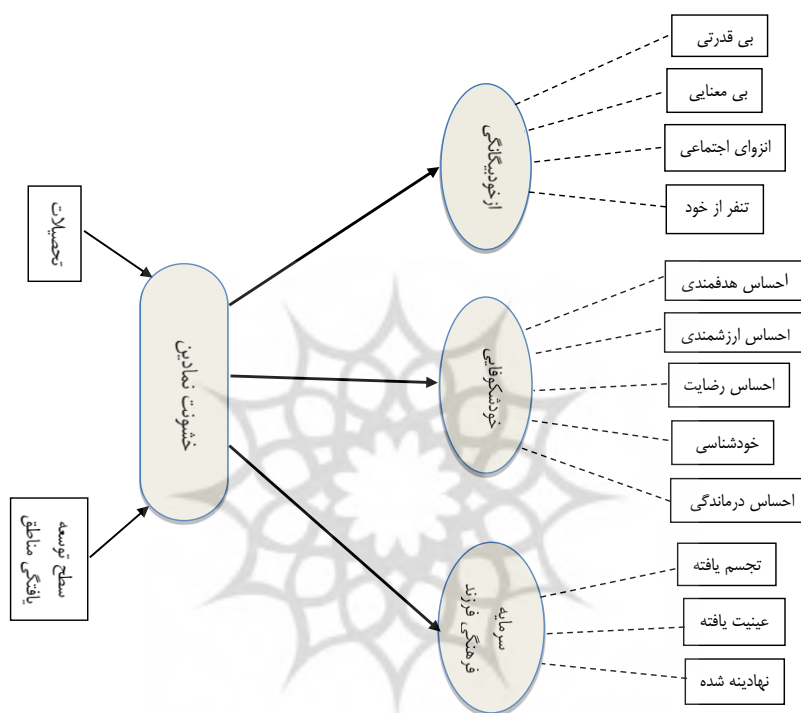 بی قدرتی
بی معنایی
انزوای اجتماعی
تنفر از خود
ازخودبیگانگی
احساس هدفمندی
احساس ارزشمندی
احساس رضایت
خودشناسی
احساس درماندگی
خودشکوفایی
تجسم یافته
عینیت یافته
نهادینه شده
سرمایه
فرهنگی فرزند
خشونت نمادین
تحصیلات
سطح توسعه
یافتگی مناطق